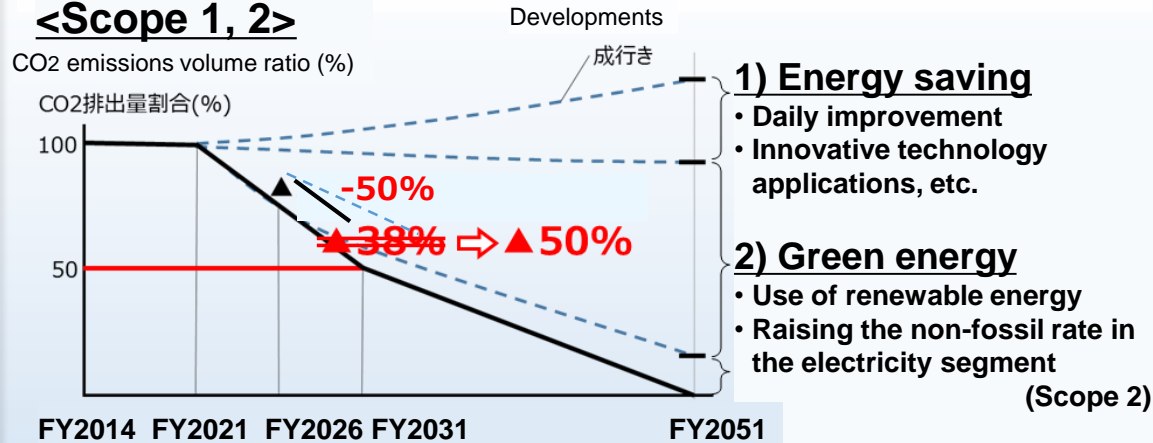 <Scope 1, 2>
Developments
CO2 emissions volume ratio (%)
成行き
CO2排出量割合(%)
100
50
-50%
▲38% ⇨ ▲50%
1) Energy saving
• Daily improvement
• Innovative technology
applications, etc.
2) Green energy
• Use of renewable energy
• Raising the non-fossil rate in
the electricity segment
(Scope 2)
FY2014 FY2021 FY2026 FY2031 FY2051